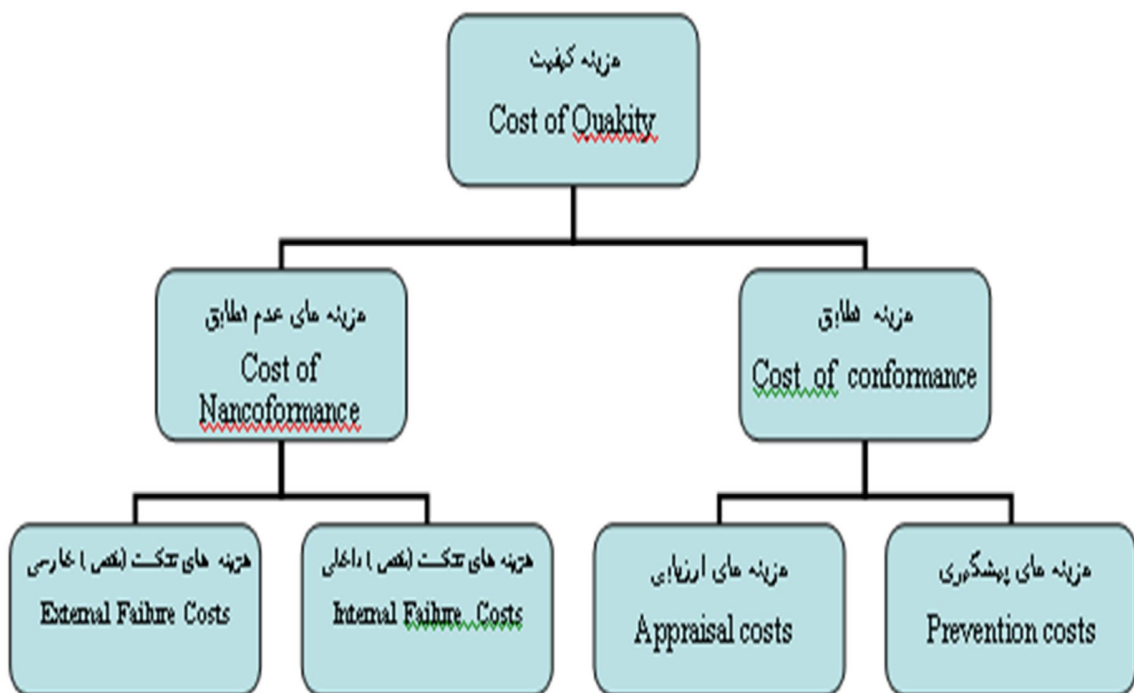 هزینه کیفیت
Cost of Quakity
هزینه های عدم تطابق
Cost of
Nancoformance
هزینه تطابق
Cost of conformance
هزینه های شکست (نقص) خارجی
External Failure Costs
هزینه های شکست (نقص) داخلی
Internal Failure Costs
هزینه های ارزیابی
Appraisal costs
هزینه های پیشگیری
Prevention costs